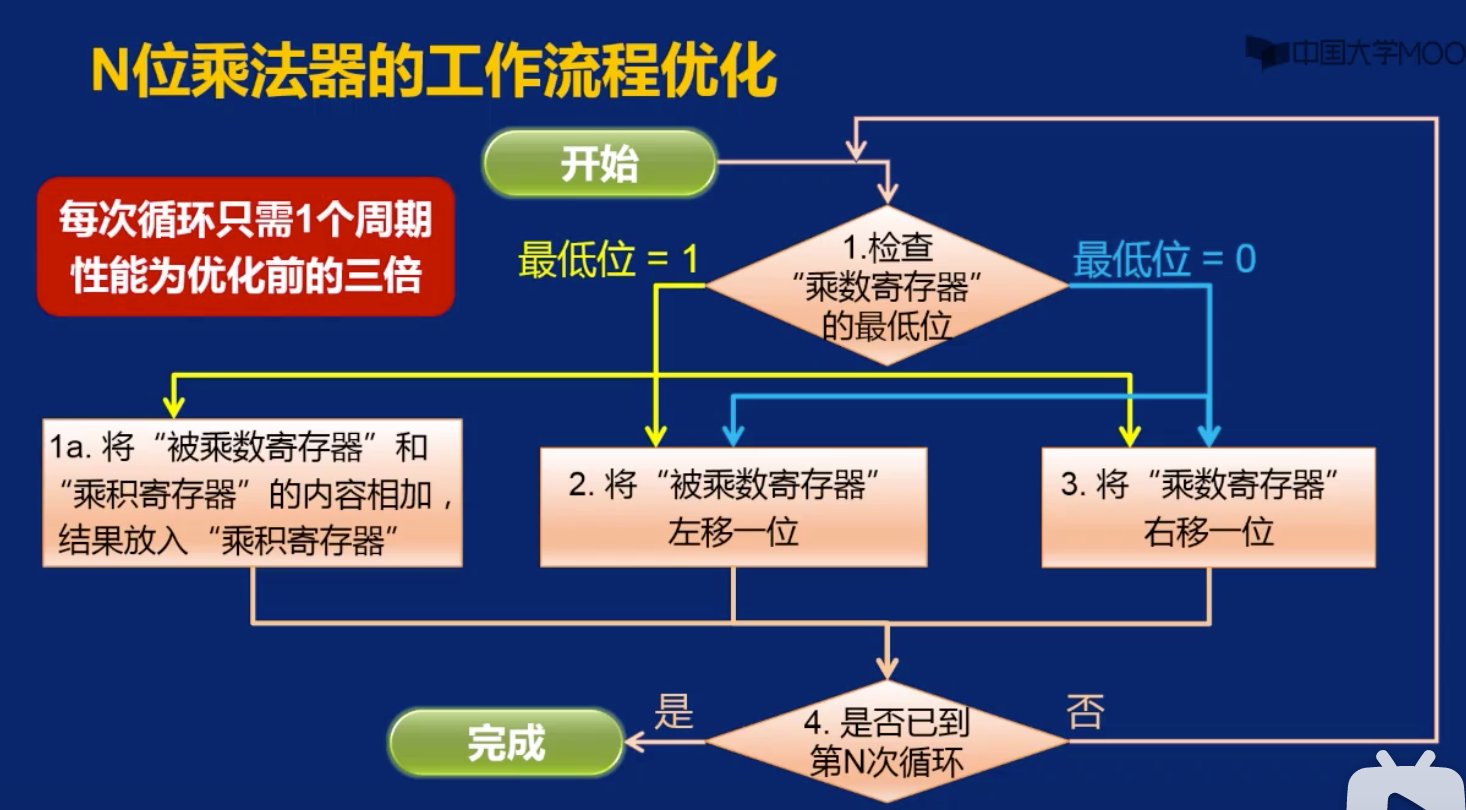 N位乘法器的工作流程优化
中国大学MOO
开始
每次循环只需1个周期
性能为优化前的三倍
最低位 = 1
1.检查
“乘数寄存器”
的最低位
最低位 = 0
1a. 将“被乘数寄存器”和
“乘积寄存器”的内容相加，
结果放入“乘积寄存器”
2. 将“被乘数寄存器”
左移一位
3. 将“乘数寄存器”
右移一位
是
4. 是否已到
第N次循环
否
完成